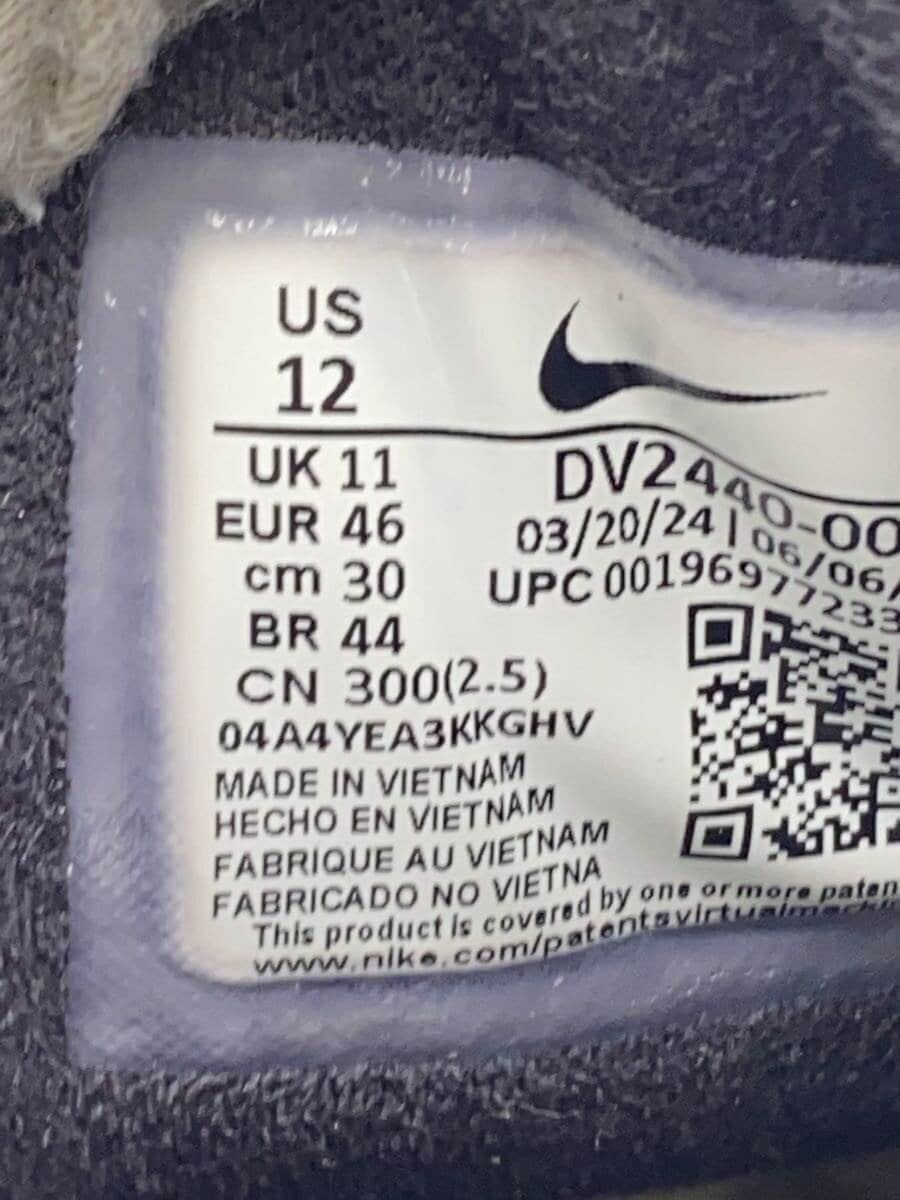 US
12
UK 11
EUR 46
cm 30
BR 44
CN 300(2.5)
04A4YEA3KKGHV
MADE IN VIETNAM
HECHO EN VIETNAM
FABRIQUE AU VIETNAM
FABRICADO NO VIETNA
This product is covered by one or more paten
www.nike.com/patentsvirtualmarki
DV2440-00
03/20/24 | 06/06/
UPC 00196977233